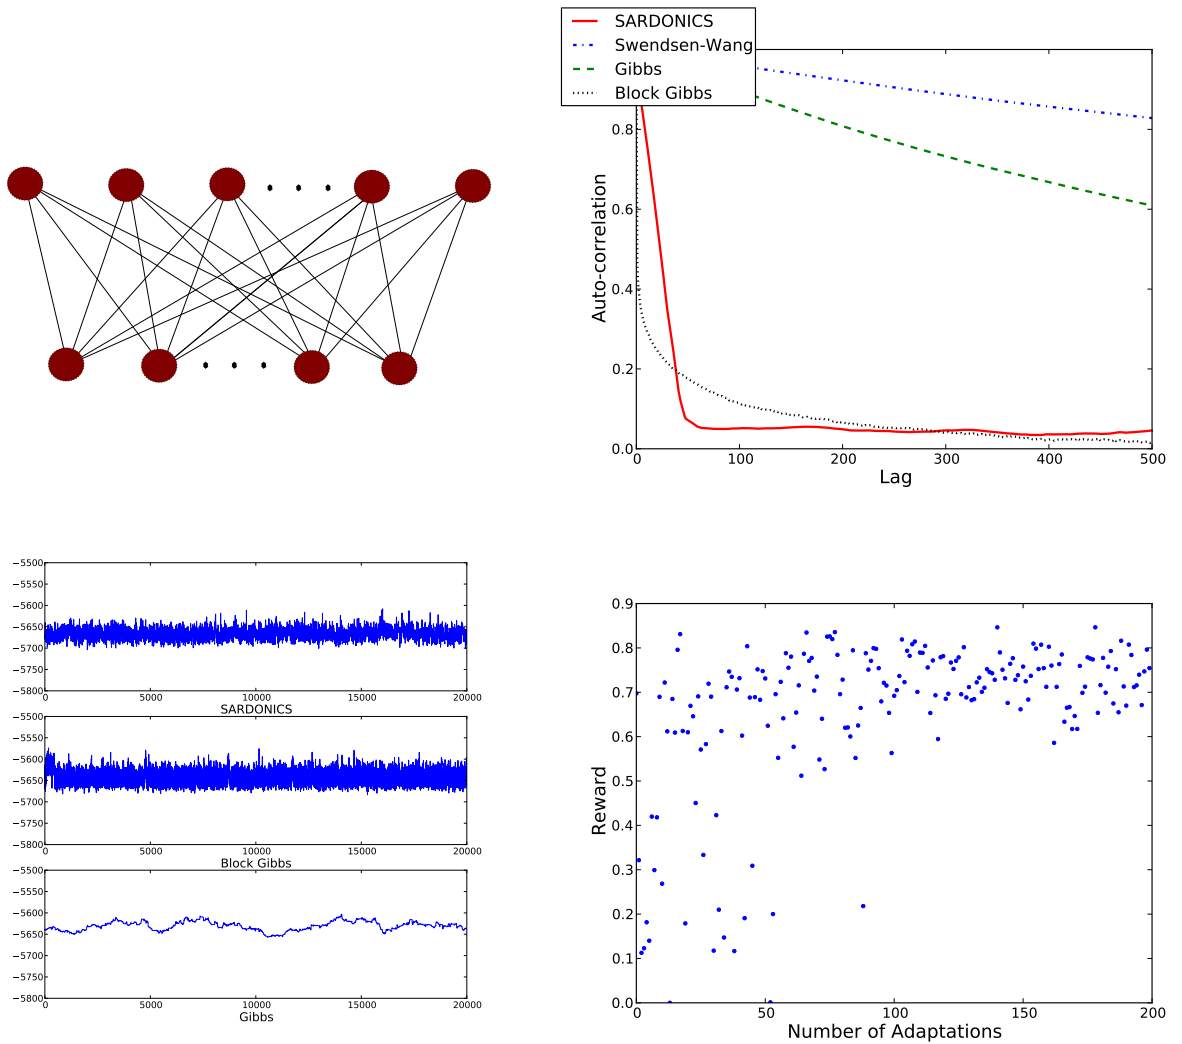 SARDONICS
Swendsen-Wang
Gibbs
Block Gibbs
0.8
0.6
0.4
0.2
0.0
Auto-correlation
0 100 200 300 400 500
Lag
−5500
−5550
−5600
−5650
−5700
−5750
−5800
0 5000 10000 15000 20000
SARDONICS
−5500
−5550
−5600
−5650
−5700
−5750
−5800
0 5000 10000 15000 20000
Block Gibbs
−5500
−5550
−5600
−5650
−5700
−5750
−5800
0 5000 10000 15000 20000
Gibbs
0.9
0.8
0.7
0.6
0.5
0.4
0.3
0.2
0.1
0.0
Reward
0 50 100 150 200
Number of Adaptations